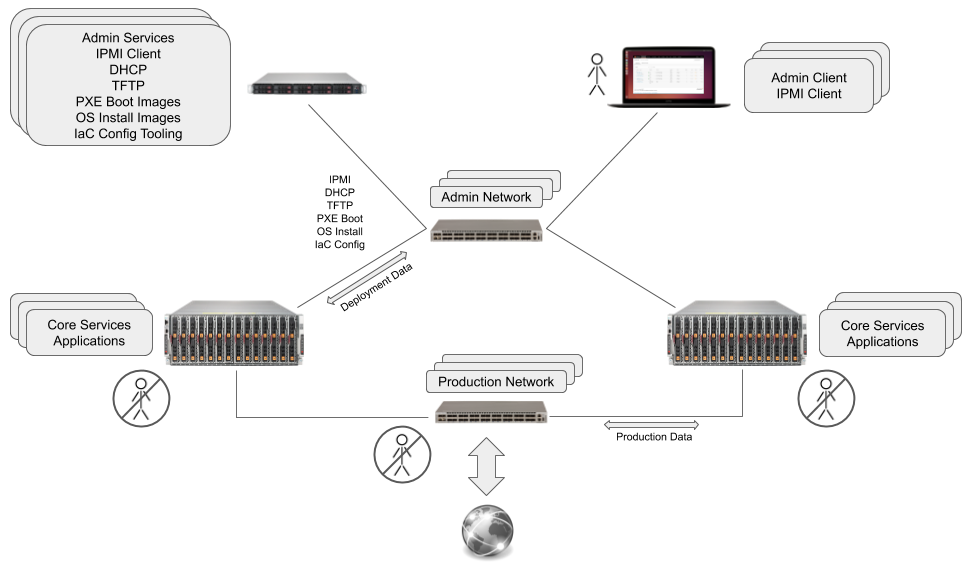 Admin Services
IPMI Client
DHCP
TFTP
PXE Boot Images
OS Install Images
IaC Config Tooling
Admin Client
IPMI Client
IPMI
DHCP
TFTP
PXE Boot
OS Install
IaC Config
Admin Network
Deployment Data
Core Services
Applications
Core Services
Applications
Production Network
Production Data